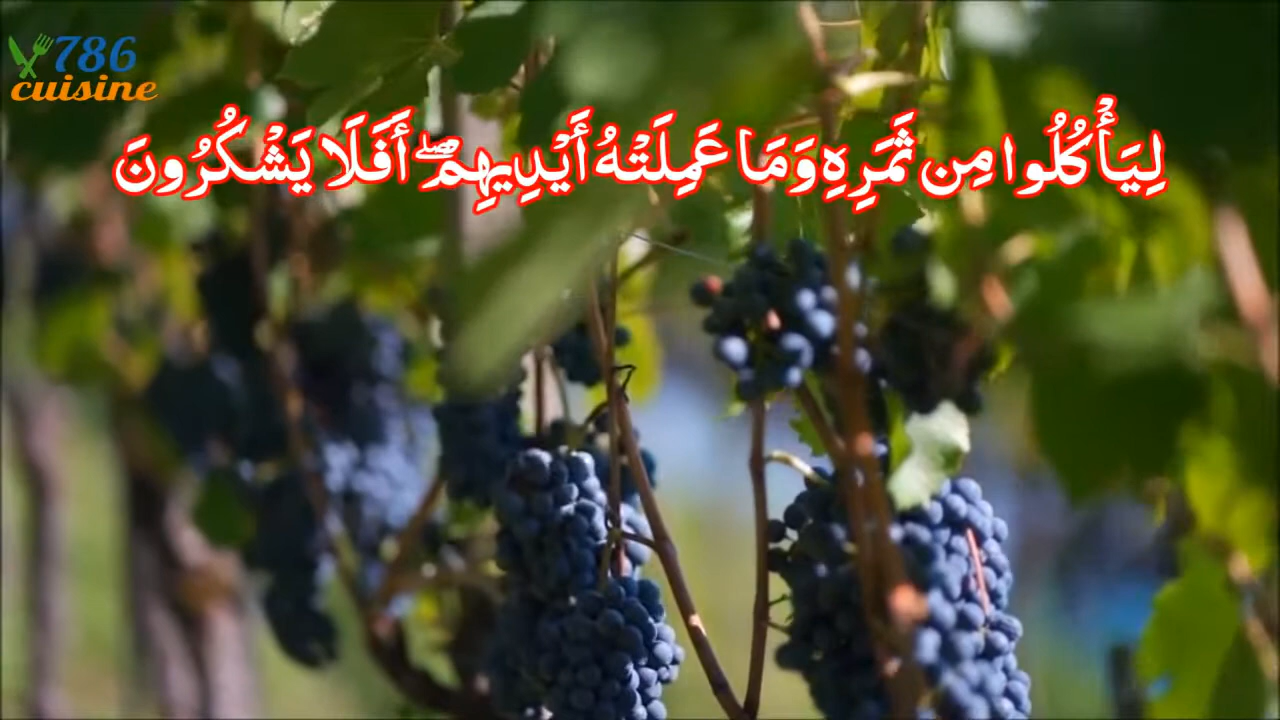 786
cuisine
لِيَأْكُلُوا مِن ثَمَرِهِ وَمَا عَمِلَتْهُ أَيْدِيهِمْ ۖ أَفَلَا يَشْكُرُونَ